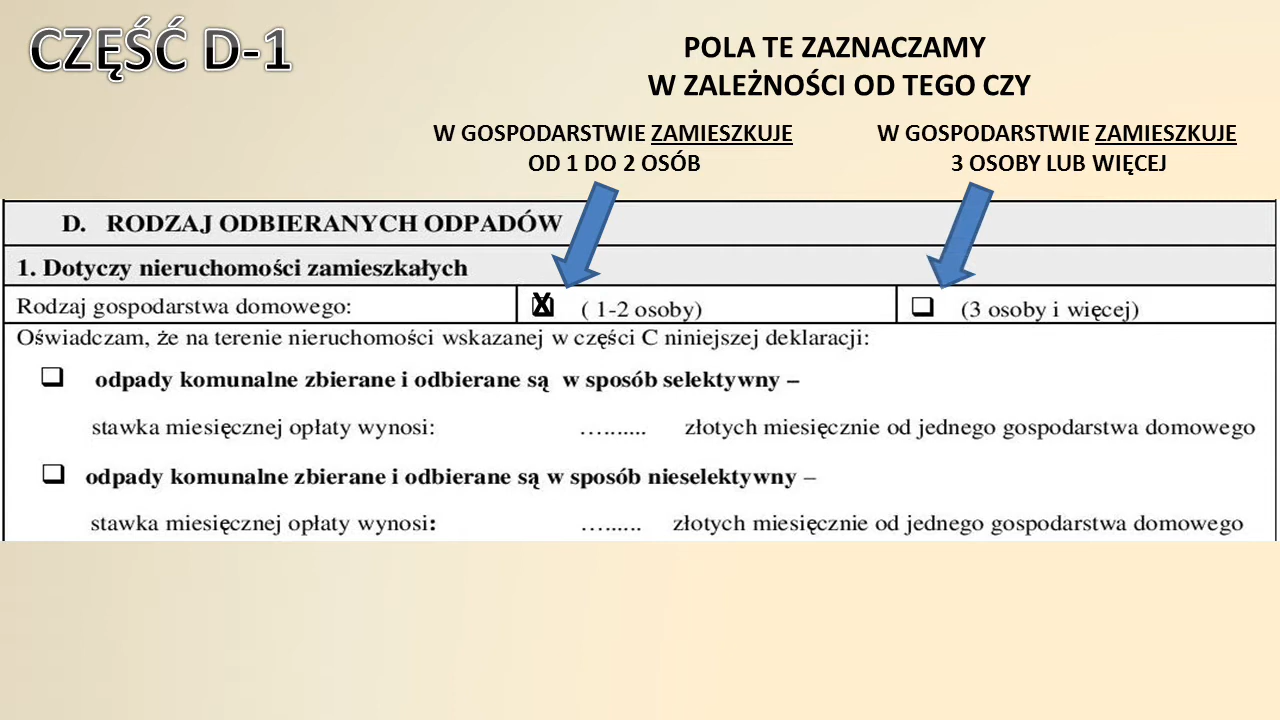 CZĘŚĆ D-1
POLA TE ZAZNACZAMY
W ZALEŻNOŚCI OD TEGO CZY
W GOSPODARSTWIE ZAMIESZKUJE
OD 1 DO 2 OSÓB
W GOSPODARSTWIE ZAMIESZKUJE
3 OSOBY LUB WIĘCEJ
D. RODZAJ ODBIERANYCH ODPADÓW
1. Dotyczy nieruchomości zamieszkałych
Rodzaj gospodarstwa domowego: X ( 1-2 osoby) ❑ (3 osoby i więcej)
Oświadczam, że na terenie nieruchomości wskazanej w części C niniejszej deklaracji:
❑ odpady komunalne zbierane i odbierane są w sposób selektywny –
stawka miesięcznej opłaty wynosi: …....... złotych miesięcznie od jednego gospodarstwa domowego
❑ odpady komunalne zbierane i odbierane są w sposób nieselektywny –
stawka miesięcznej opłaty wynosi: …...... złotych miesięcznie od jednego gospodarstwa domowego